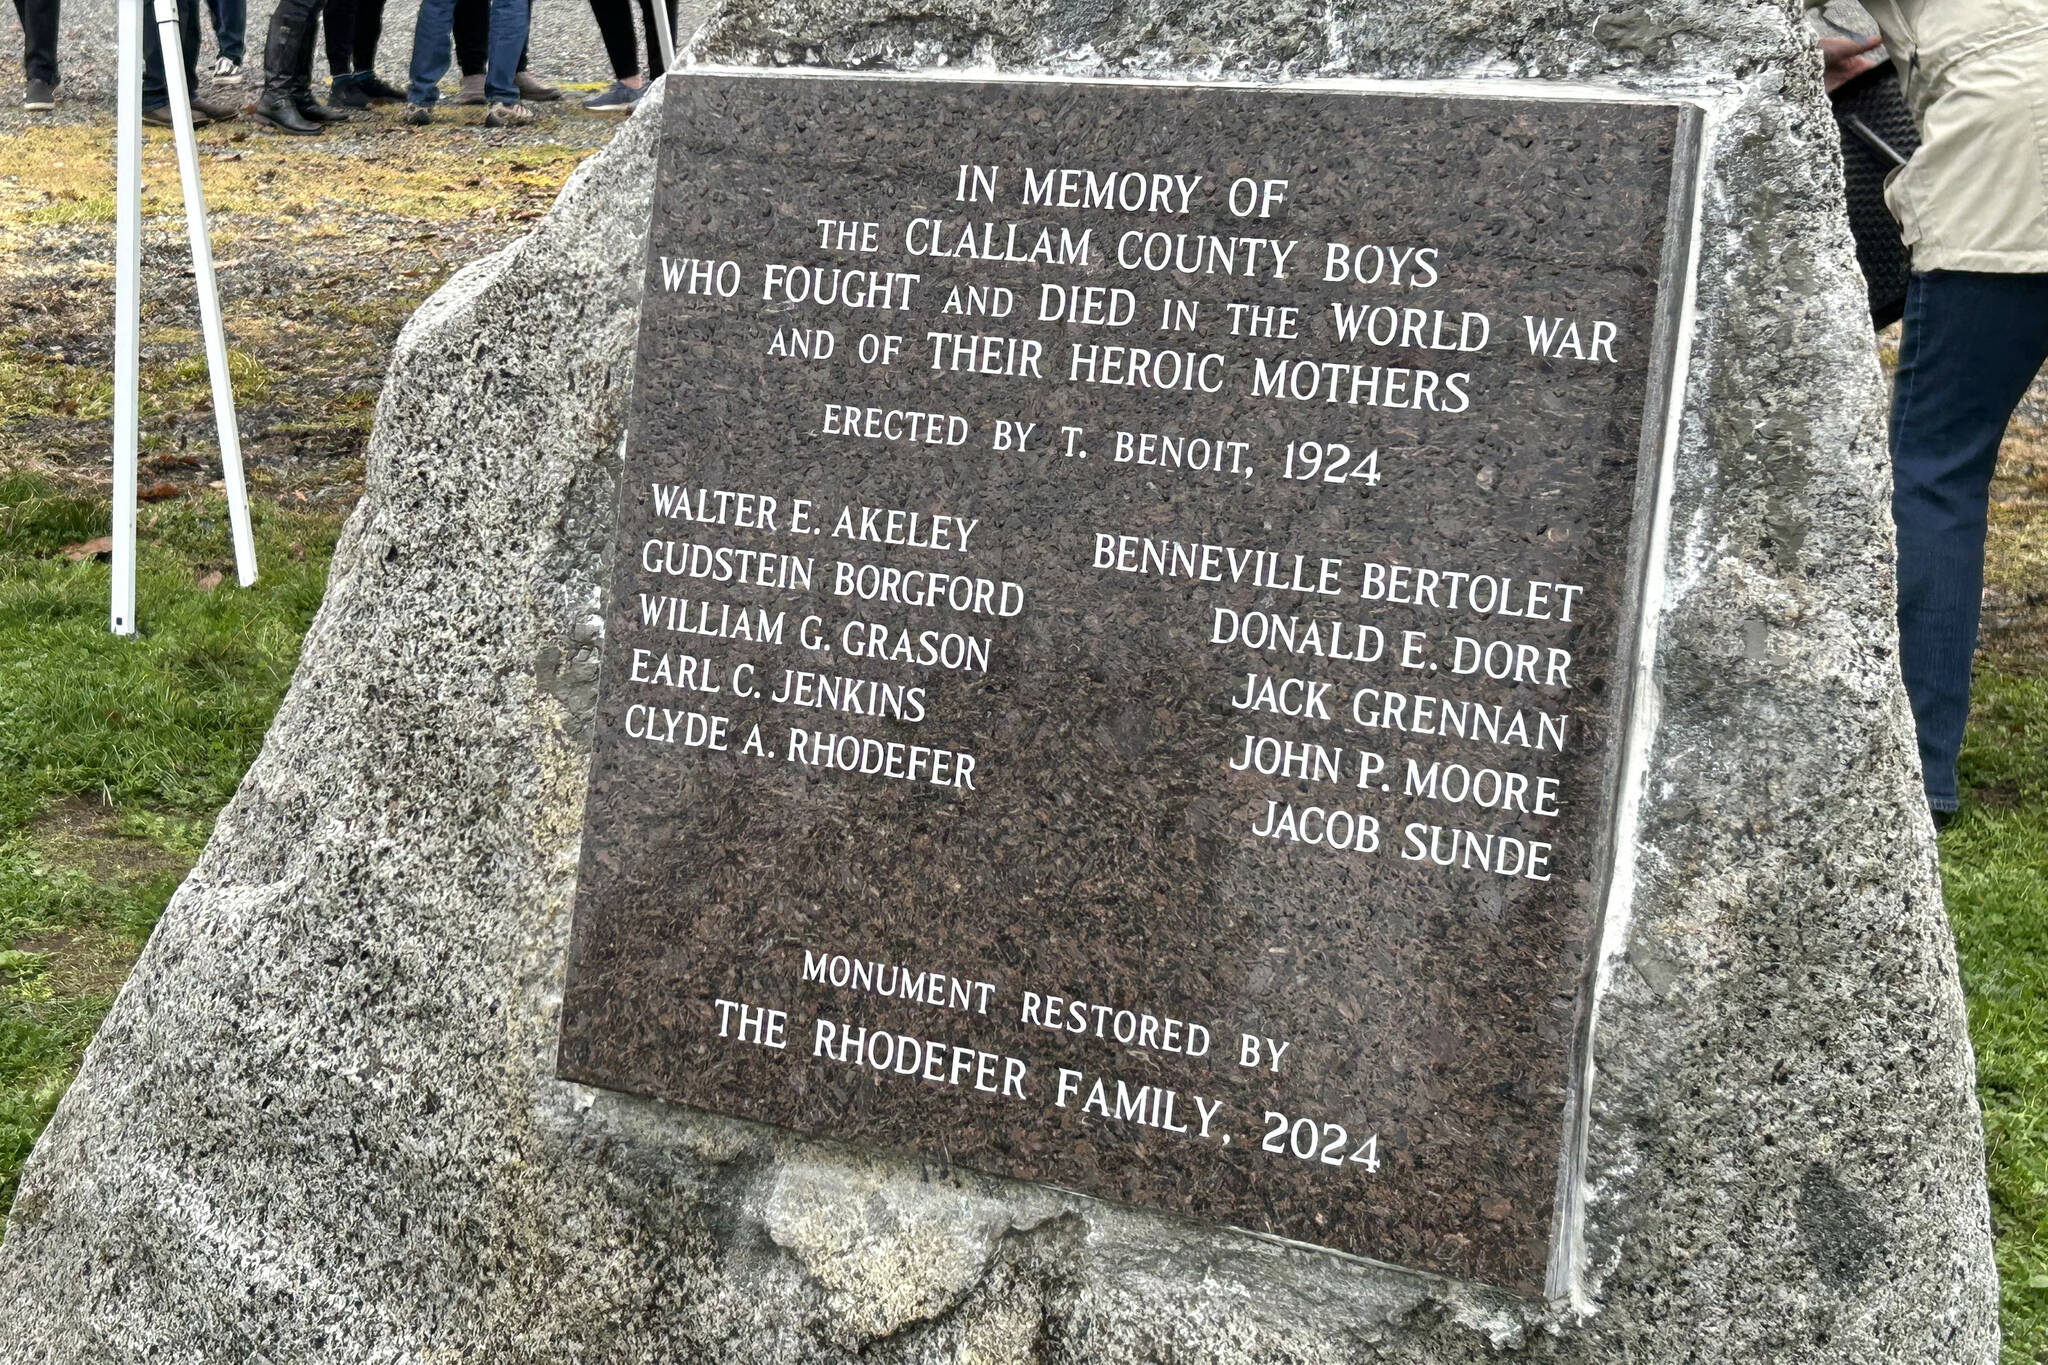 IN MEMORY OF
THE CLALLAM COUNTY BOYS
WHO FOUGHT AND DIED IN THE WORLD WAR
AND OF THEIR HEROIC MOTHERS
ERECTED BY T. BENOIT, 1924
WALTER E. AKELEY
GUDSTEIN BORGFORD
WILLIAM G. GRASON
EARL C. JENKINS
CLYDE A. RHODEFER
BENNEVILLE BERTOLET
DONALD E. DORR
JACK GRENNAN
JOHN P. MOORE
JACOB SUNDE
MONUMENT RESTORED BY
THE RHODEFER FAMILY, 2024